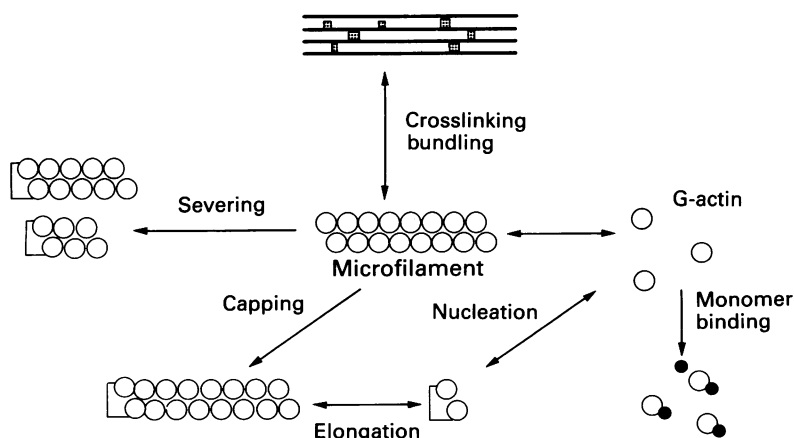 Crosslinking
bundling
Severing
G-actin
Microfilament
Capping
Nucleation
Monomer
binding
Elongation